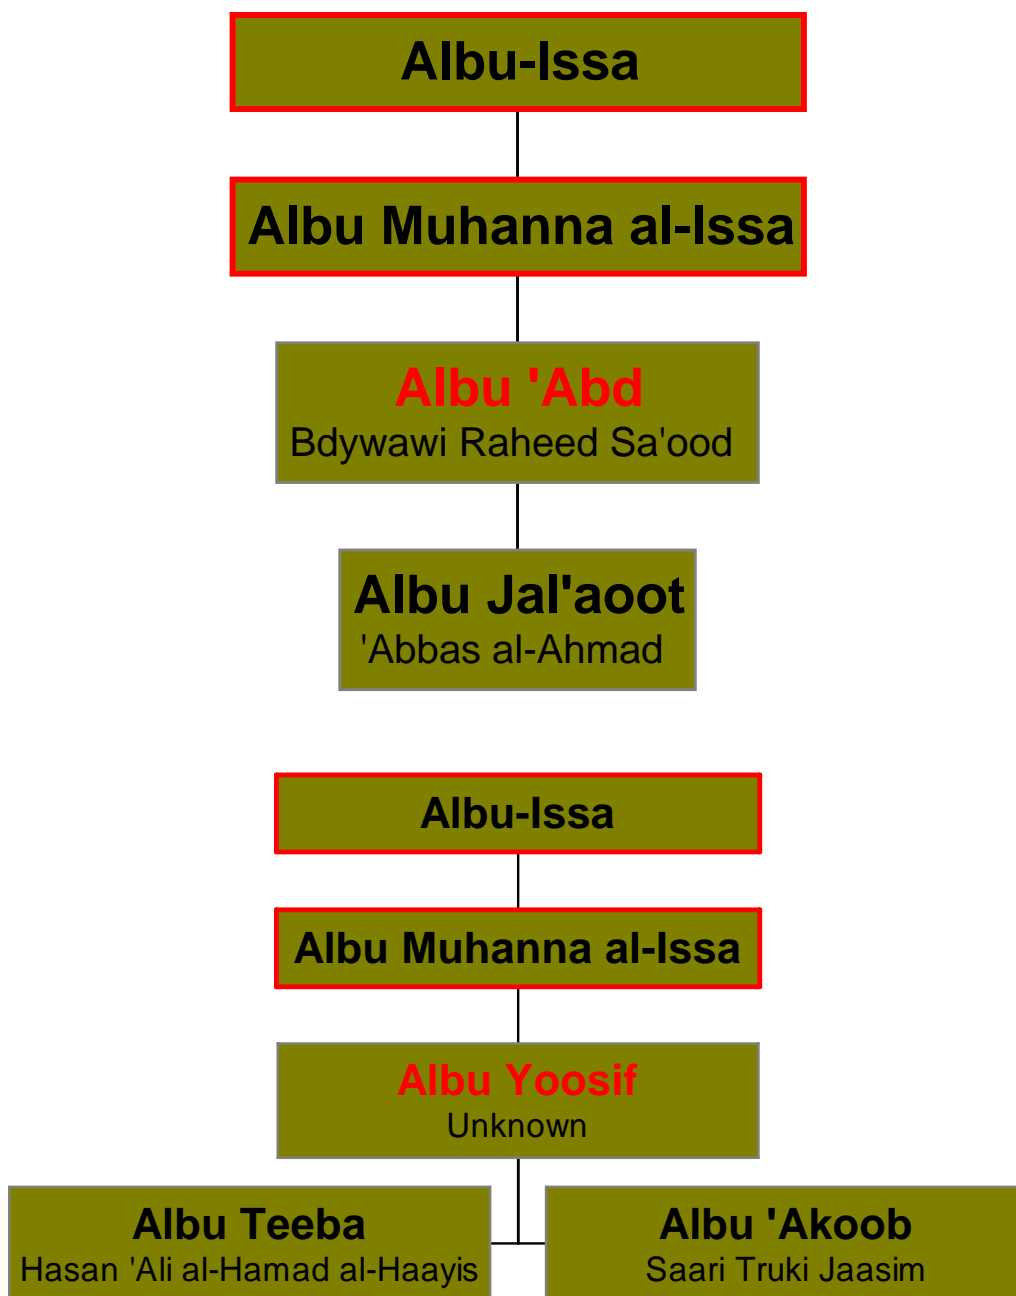 Albu-Issa
Albu Muhanna al-Issa
Albu 'Abd
Bdywawi Raheed Sa'ood
Albu Jal'aoot
'Abbas al-Ahmad
Albu-Issa
Albu Muhanna al-Issa
Albu Yoosif
Unknown
Albu Teeba
Hasan 'Ali al-Hamad al-Haayis
Albu 'Akoob
Saari Truki Jaasim